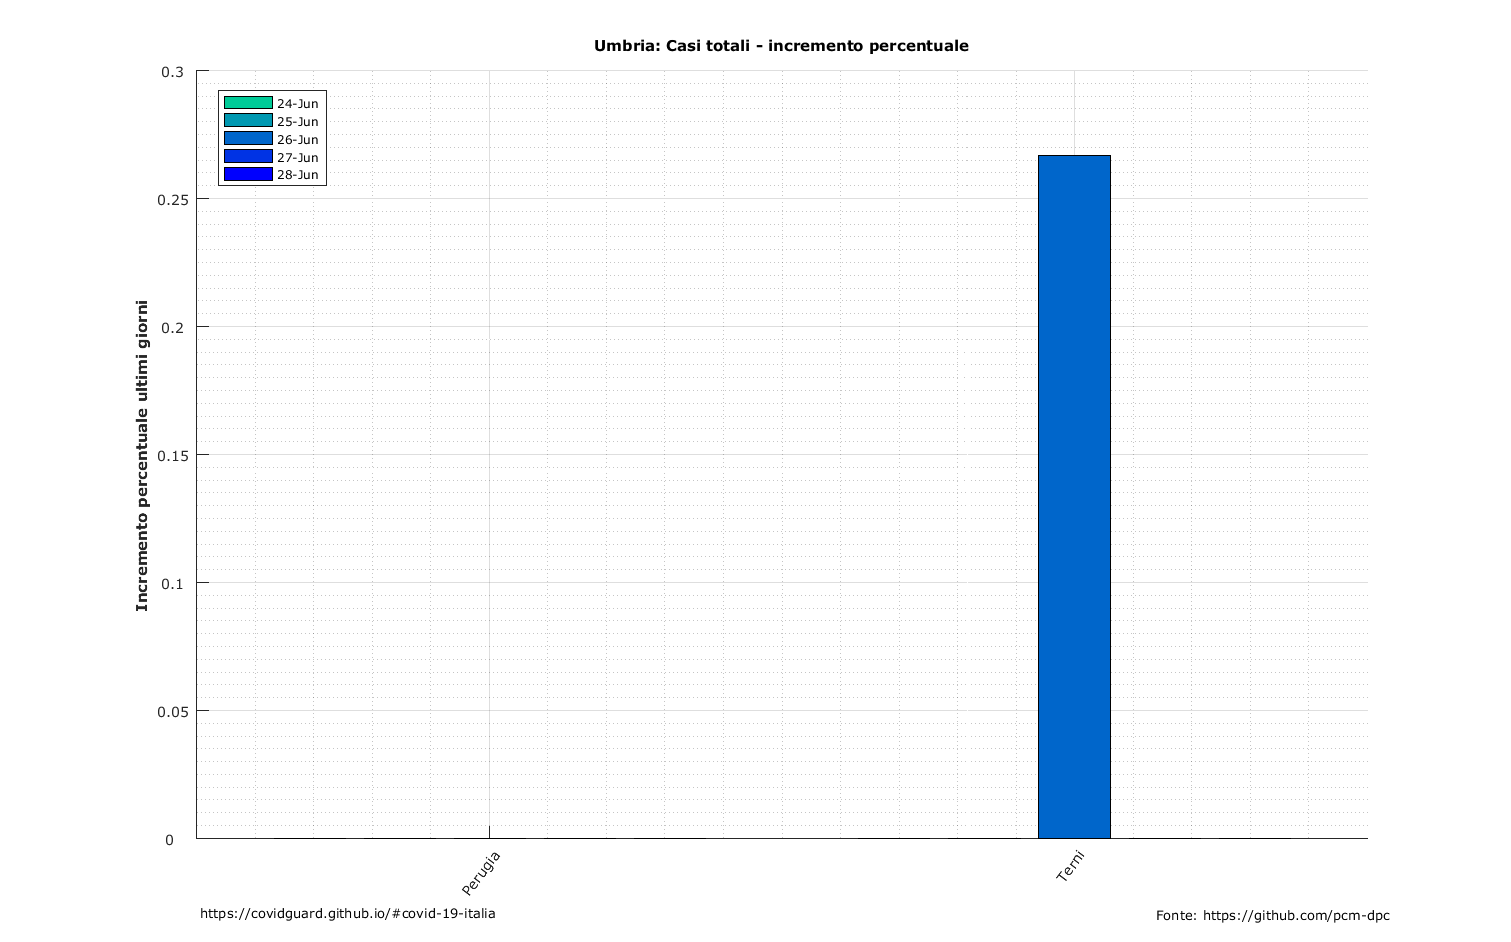 Umbria: Casi totali - incremento percentuale
0.3
24-Jun
25-Jun
26-Jun
27-Jun
28-Jun
0.25
0.2
0.15
0.1
0.05
0
Incremento percentuale ultimi giorni
Perugia
Terni
https://covidguard.github.io/#covid-19-italia
Fonte: https://github.com/pcm-dpc